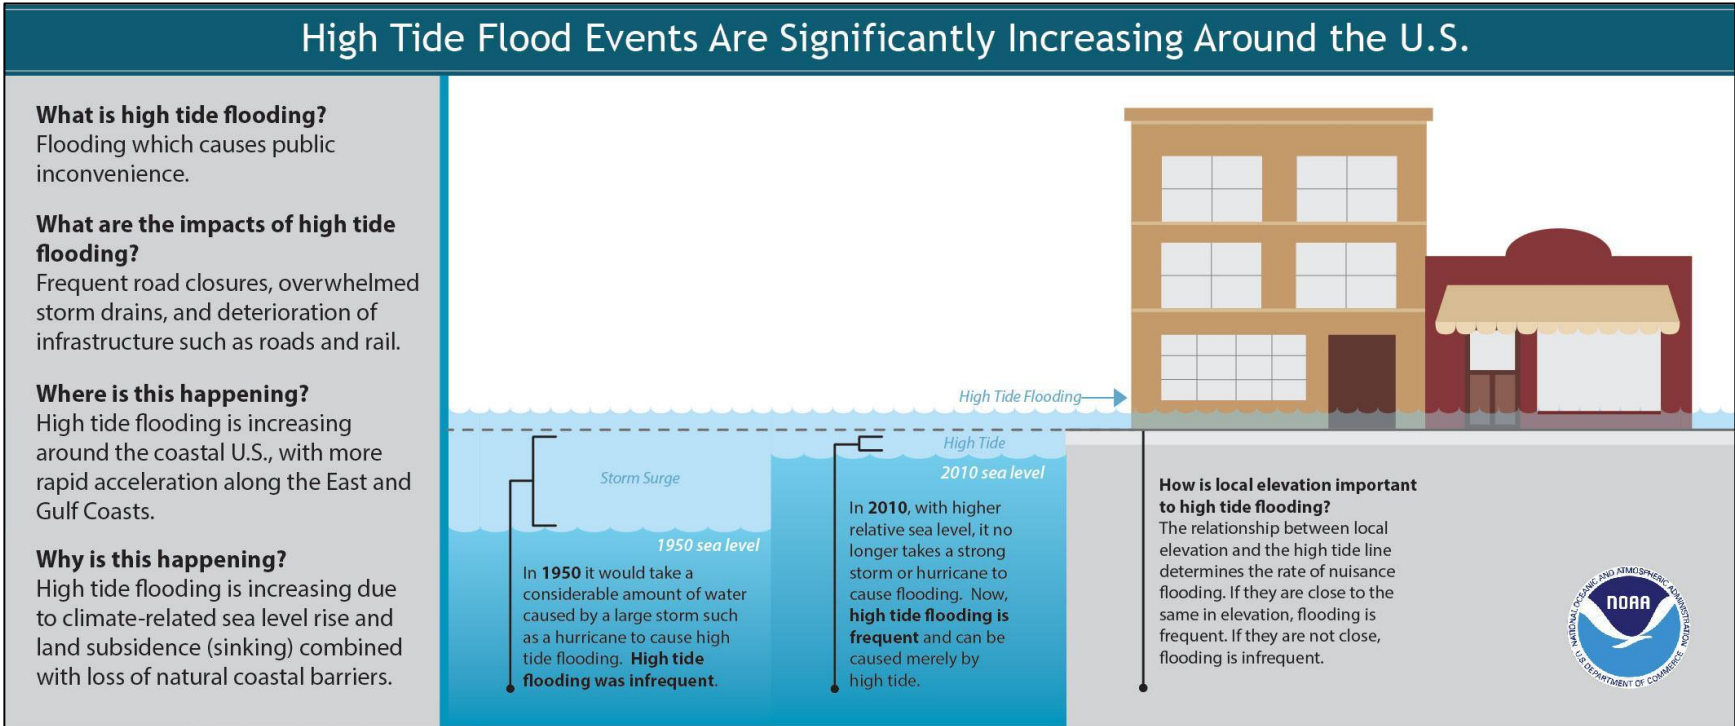 High Tide Flood Events Are Significantly Increasing Around the U.S.
What is high tide flooding?
Flooding which causes public
inconvenience.
What are the impacts of high tide
flooding?
Frequent road closures, overwhelmed
storm drains, and deterioration of
infrastructure such as roads and rail.
Where is this happening?
High tide flooding is increasing
around the coastal U.S., with more
rapid acceleration along the East and
Gulf Coasts.
Why is this happening?
High tide flooding is increasing due
to climate-related sea level rise and
land subsidence (sinking) combined
with loss of natural coastal barriers.
High Tide Flooding
Storm Surge
1950 sea level
In 1950 it would take a
considerable amount of water
caused by a large storm such
as a hurricane to cause high
tide flooding. High tide
flooding was infrequent.
High Tide
2010 sea level
In 2010, with higher
relative sea level, it no
longer takes a strong
storm or hurricane to
cause flooding. Now,
high tide flooding is
frequent and can be
caused merely by
high tide.
How is local elevation important
to high tide flooding?
The relationship between local
elevation and the high tide line
determines the rate of nuisance
flooding. If they are close to the
same in elevation, flooding is
frequent. If they are not close,
flooding is infrequent.
NATIONAL OCEANIC AND ATMOSPHERIC ADMINISTRATION
NOAA
U.S. DEPARTMENT OF COMMERCE